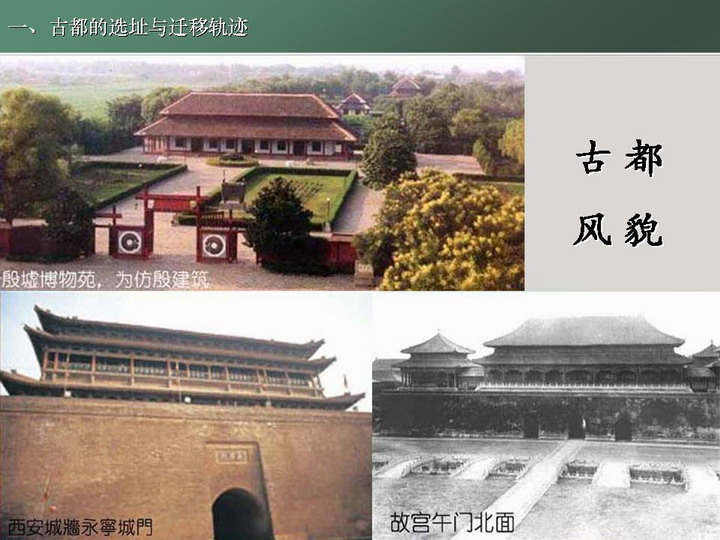 一、古都的选址与迁移轨迹
古都
风貌
殷墟博物苑，为仿殷建筑
西安城牆永寧城門
故宫午门北面